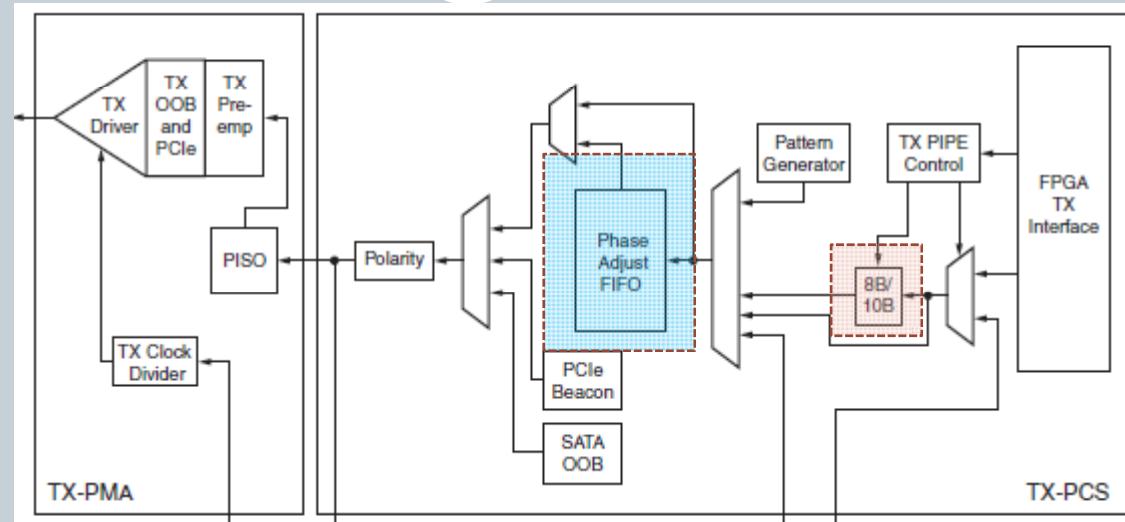 TX
Driver
TX
OOB
and
PCIe
TX
Pre-
emp
PISO
TX Clock
Divider
TX-PMA
Polarity
Phase
Adjust
FIFO
PCIe
Beacon
SATA
OOB
Pattern
Generator
TX PIPE
Control
8B/
10B
FPGA
TX
Interface
TX-PCS